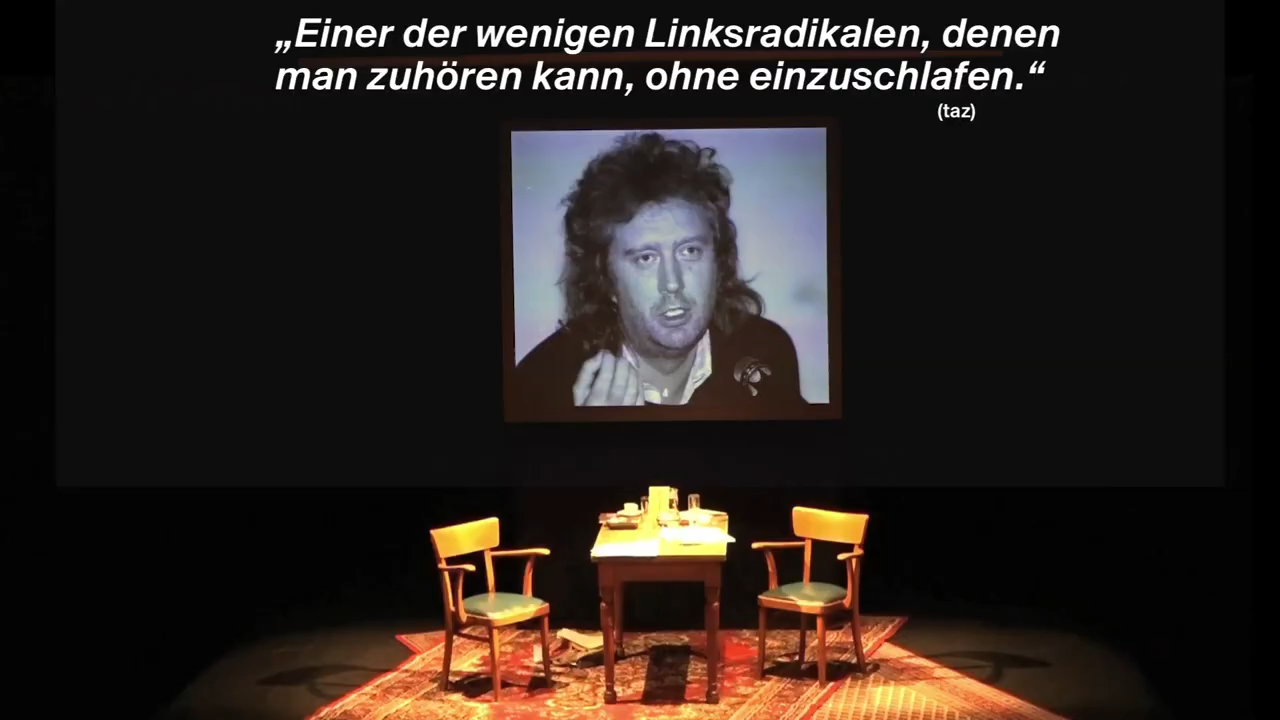 „Einer der wenigen Linksradikalen, denen
man zuhören kann, ohne einzuschlafen.“
(taz)